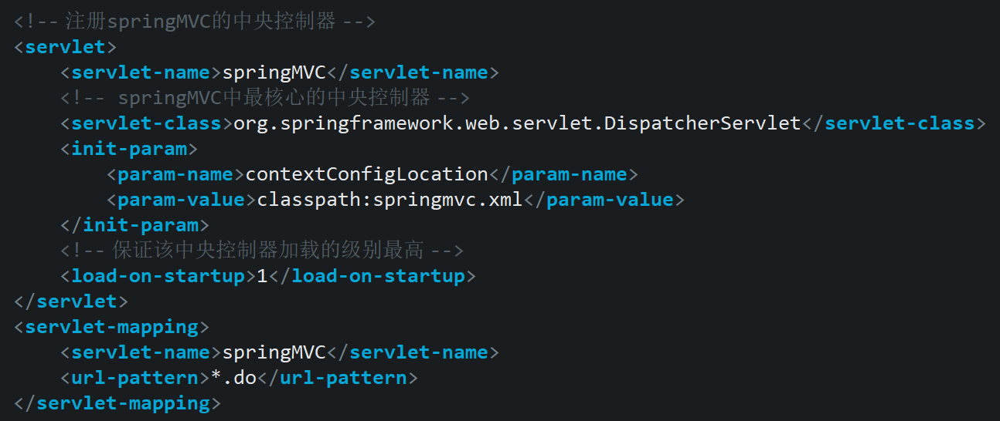 <!-- 注册springMVC的中央控制器 -->
<servlet>
    <servlet-name>springMVC</servlet-name>
    <!-- springMVC中最核心的中央控制器 -->
    <servlet-class>org.springframework.web.servlet.DispatcherServlet</servlet-class>
    <init-param>
        <param-name>contextConfigLocation</param-name>
        <param-value>classpath:springmvc.xml</param-value>
    </init-param>
    <!-- 保证该中央控制器加载的级别最高 -->
    <load-on-startup>1</load-on-startup>
</servlet>
<servlet-mapping>
    <servlet-name>springMVC</servlet-name>
    <url-pattern>*.do</url-pattern>
</servlet-mapping>